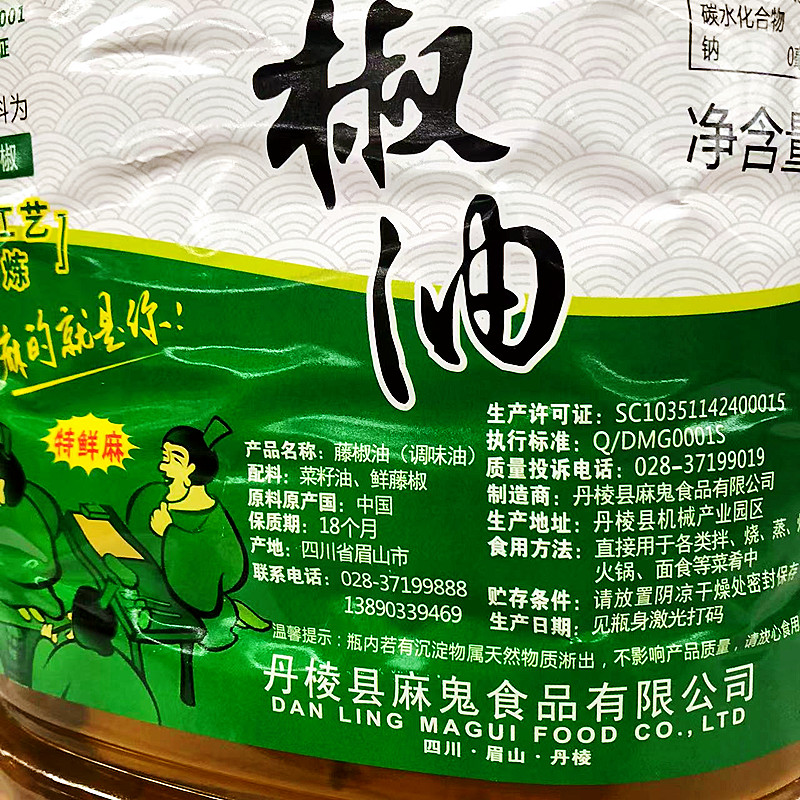 001
证
料为
椒
工艺
炼
麻的就是你!
特鲜麻
椒
油
碳水化合物
钠 0毫
净含量
产品名称：藤椒油（调味油）
配料：菜籽油、鲜藤椒
原料原产国：中国
保质期：18个月
产地：四川省眉山市
联系电话：028-37199888
13890339469
生产许可证：SC10351142400015
执行标准：Q/DMG0001S
质量投诉电话：028-37199019
制造商：丹棱县麻鬼食品有限公司
生产地址：丹棱县机械产业园区
食用方法：直接用于各类拌、烧、蒸、
火锅、面食等菜肴中
贮存条件：请放置阴凉干燥处密封保存
生产日期：见瓶身激光打码
温馨提示：瓶内若有沉淀物属天然物质淅出，不影响产品质量，请放心食用
丹棱县麻鬼食品有限公司
DAN LING MAGUI FOOD CO.,LTD
四川·眉山·丹棱